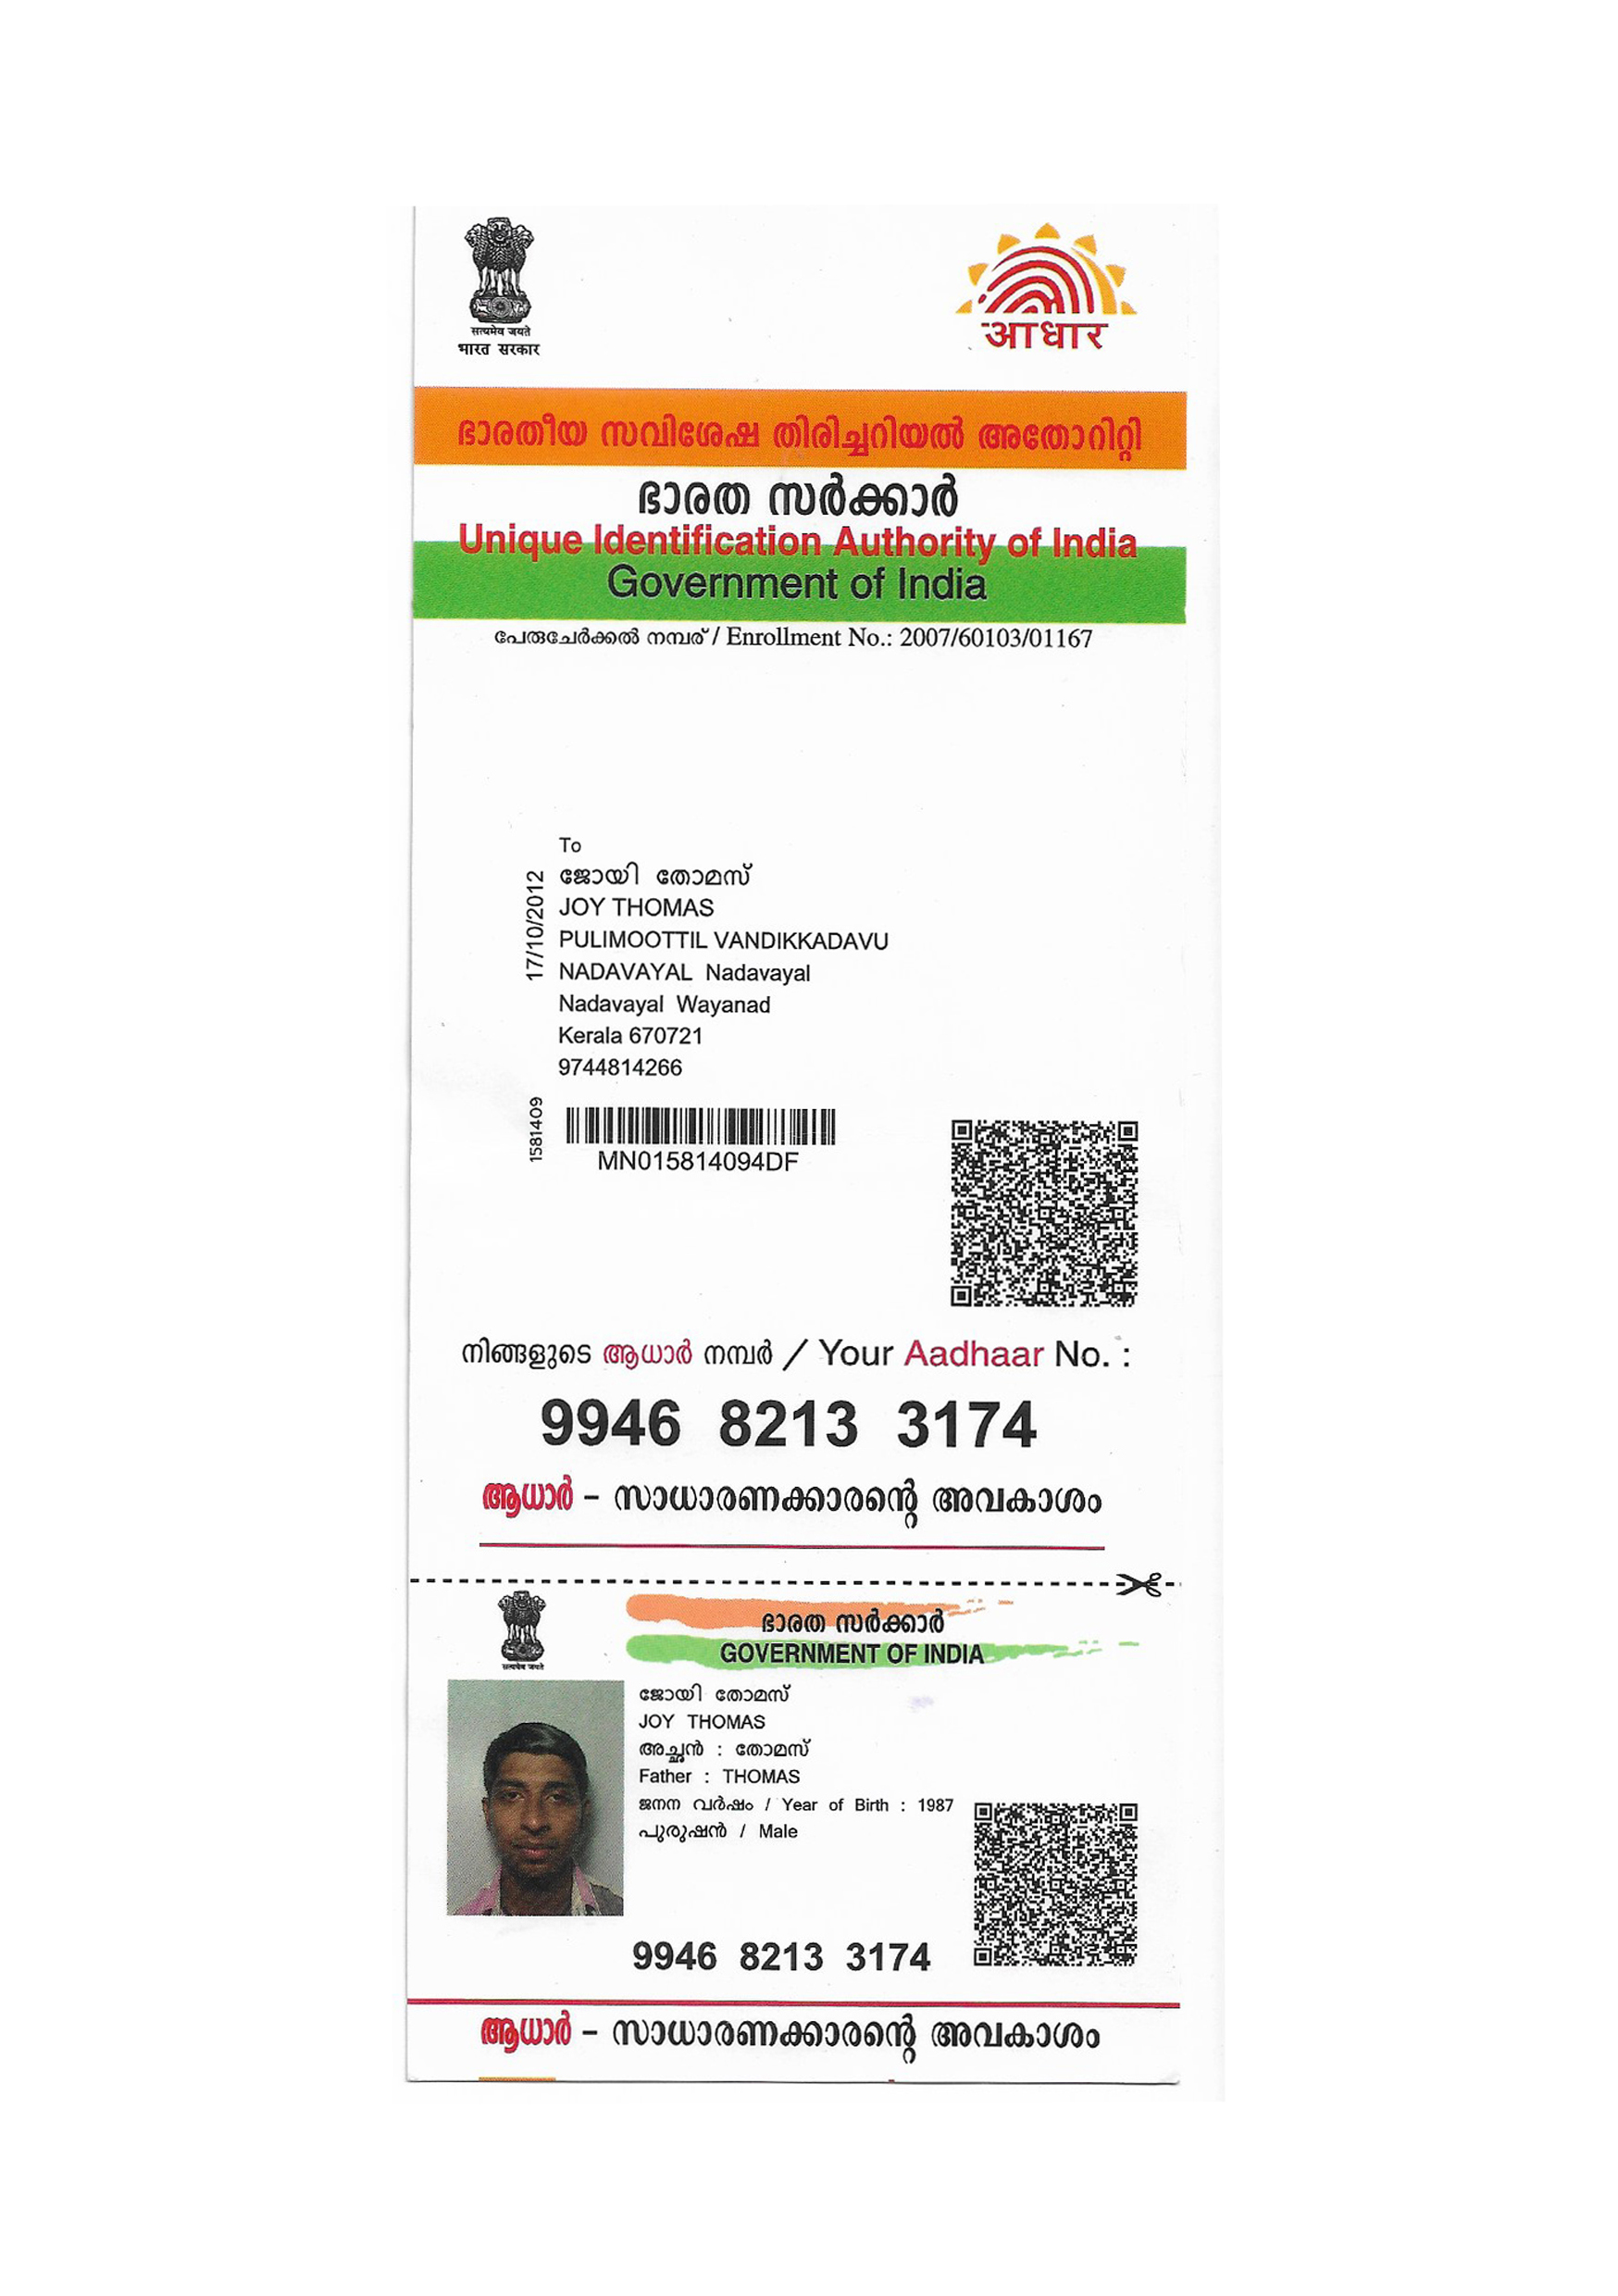 सत्यमेव जयते
भारत सरकार
आधार
ഭാരതീയ സവിശേഷ തിരിച്ചറിയൽ അതോറിറ്റി
ഭാരത സർക്കാർ
Unique Identification Authority of India
Government of India
പേരുചേർക്കൽ നമ്പര് / Enrollment No.: 2007/60103/01167
To
ജോയി തോമസ്
JOY THOMAS
PULIMOOTTIL VANDIKKADAVU
NADAVAYAL Nadavayal
Nadavayal Wayanad
Kerala 670721
9744814266
17/10/2012
1581409
MN015814094DF
നിങ്ങളുടെ ആധാർ നമ്പർ / Your Aadhaar No. :
9946 8213 3174
ആധാർ – സാധാരണക്കാരന്റെ അവകാശം
सत्यमेव जयते
ഭാരത സർക്കാർ
GOVERNMENT OF INDIA
ജോയി തോമസ്
JOY THOMAS
അച്ഛൻ : തോമസ്
Father : THOMAS
ജനന വർഷം / Year of Birth : 1987
പുരുഷൻ / Male
9946 8213 3174
ആധാർ – സാധാരണക്കാരന്റെ അവകാശം